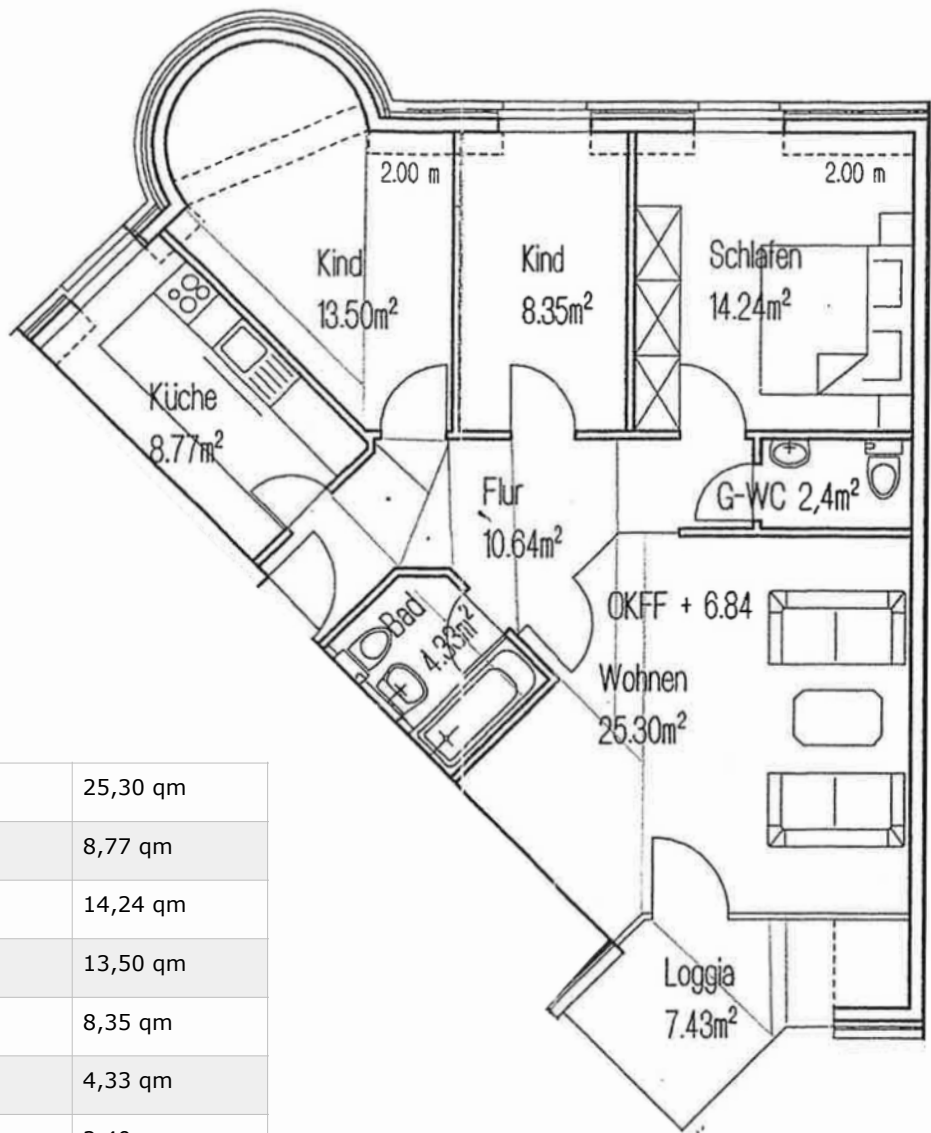 2.00 m
2.00 m
Kind
13.50m²
Kind
8.35m²
Schlafen
14.24m²
Küche
8.77m²
Flur
10.64m²
G-WC 2,4m²
Bad
4.33m²
OKFF + 6.84
Wohnen
25.30m²
Loggia
7.43m²
25,30 qm
8,77 qm
14,24 qm
13,50 qm
8,35 qm
4,33 qm